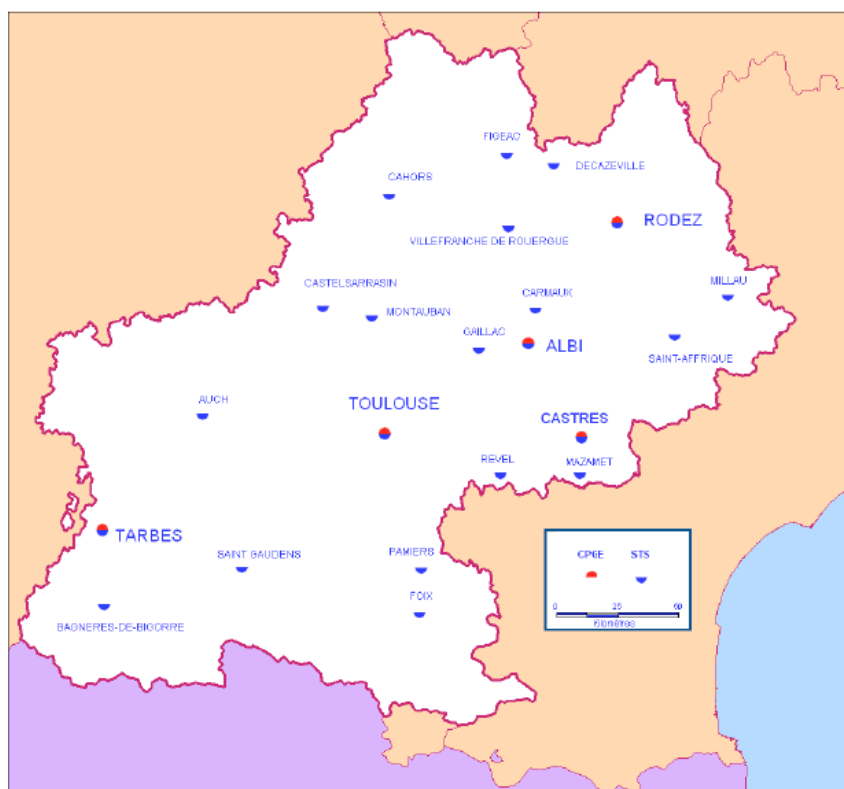 FIGEAC
DECAZEVILLE
CAHORS
RODEZ
VILLEFRANCHE DE ROUERGUE
MILLAU
CASTELSARRASIN
CARMAUX
MONTAUBAN
GAILLAC
ALBI
SAINT-AFFRIQUE
AUCH
TOULOUSE
CASTRES
REVEL
MAZAMET
TARBES
SAINT GAUDENS
PAMIERS
FOIX
BAGNERES-DE-BIGORRE
CPGE STS
0 25 50
Kilomètres